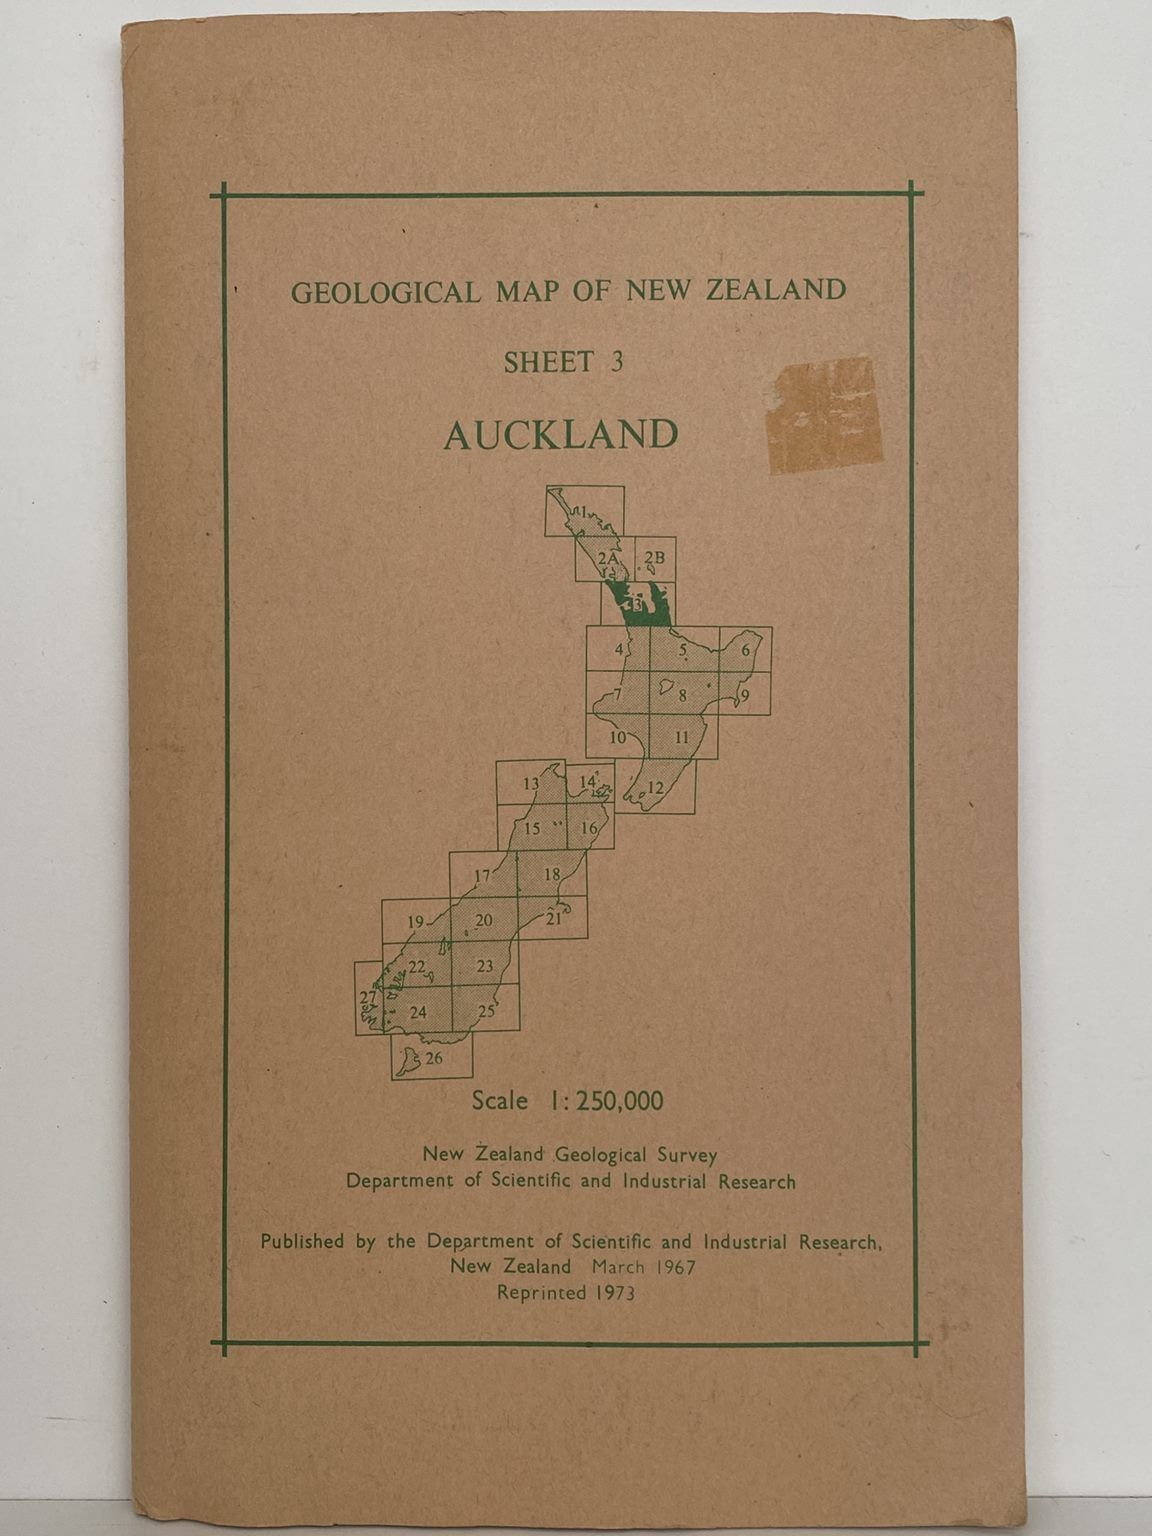 GEOLOGICAL MAP OF NEW ZEALAND
SHEET 3
AUCKLAND
1
2A 2B
3
4 5 6
7 8 9
10 11
12
13 14
15 16
17 18
19 20 21
22 23
27 24 25
26
Scale 1:250,000
New Zealand Geological Survey
Department of Scientific and Industrial Research
Published by the Department of Scientific and Industrial Research,
New Zealand March 1967
Reprinted 1973